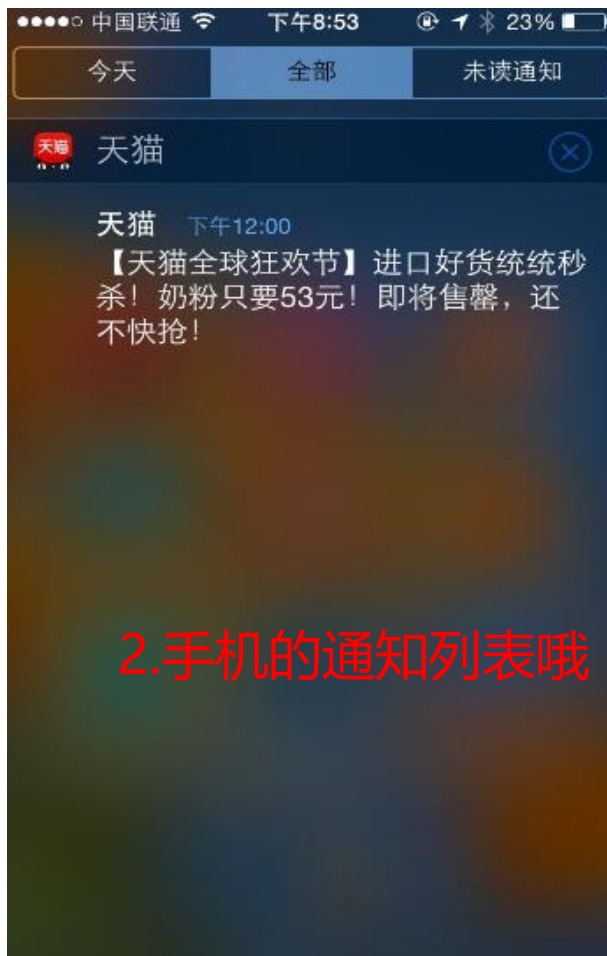 中国联通 下午8:53 23%
今天 全部 未读通知
天猫 天猫
天猫 下午12:00
【天猫全球狂欢节】进口好货统统秒
杀！奶粉只要53元！即将售罄，还
不快抢！
2.手机的通知列表哦